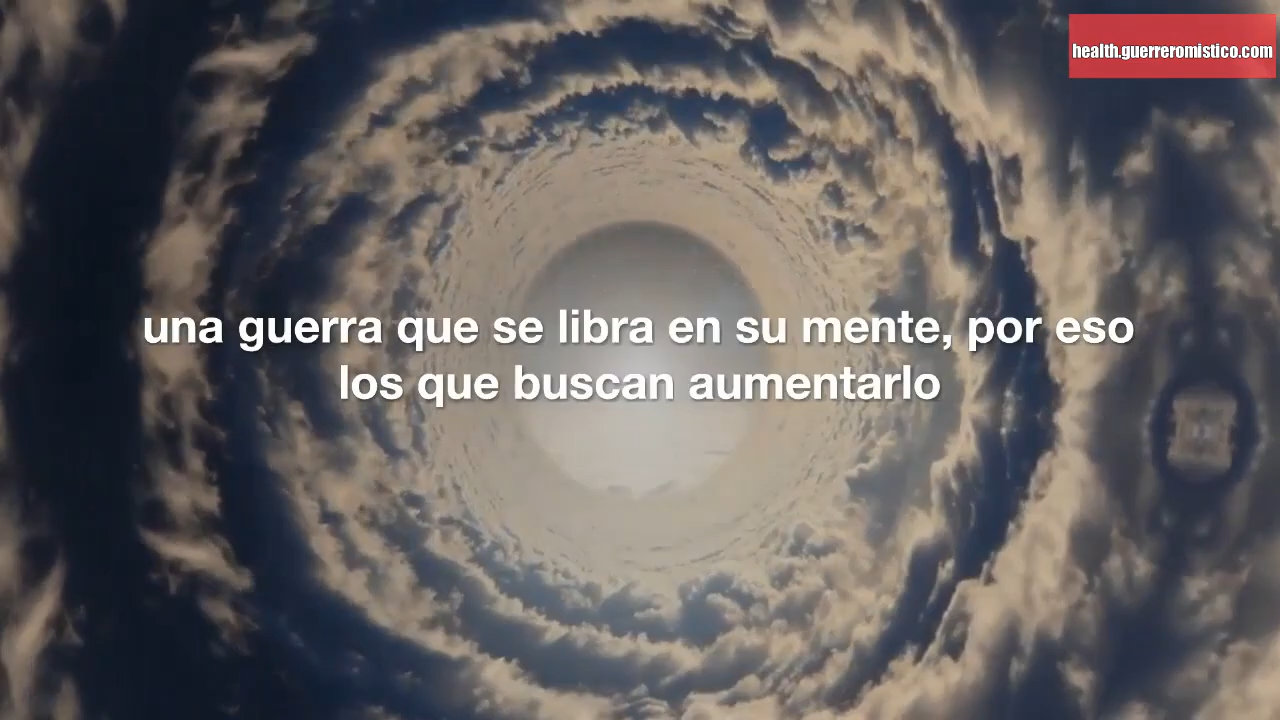 health.guerreromistico.com
una guerra que se libra en su mente, por eso
los que buscan aumentarlo